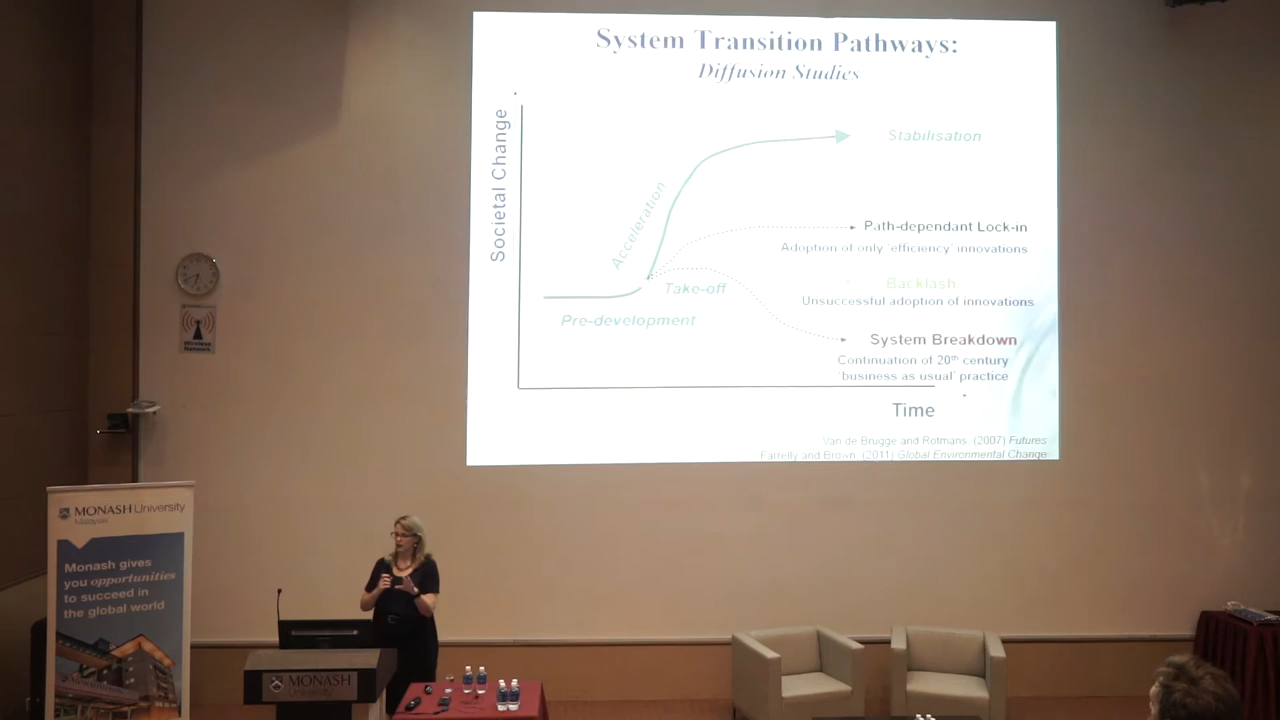 System Transition Pathways:
Diffusion Studies
Societal Change
Stabilisation
Acceleration
Path-dependant Lock-in
Adoption of only 'efficiency' innovations
Take-off
Backlash
Unsuccessful adoption of innovations
Pre-development
System Breakdown
Continuation of 20th century
'business as usual' practice
Time
Van de Brugge and Rotmans. (2007) Futures
Farrelly and Brown. (2011) Global Environmental Change
Wireless
Network
MONASH University
Malaysia
Monash gives
you opportunities
to succeed in
the global world
MONASH
University